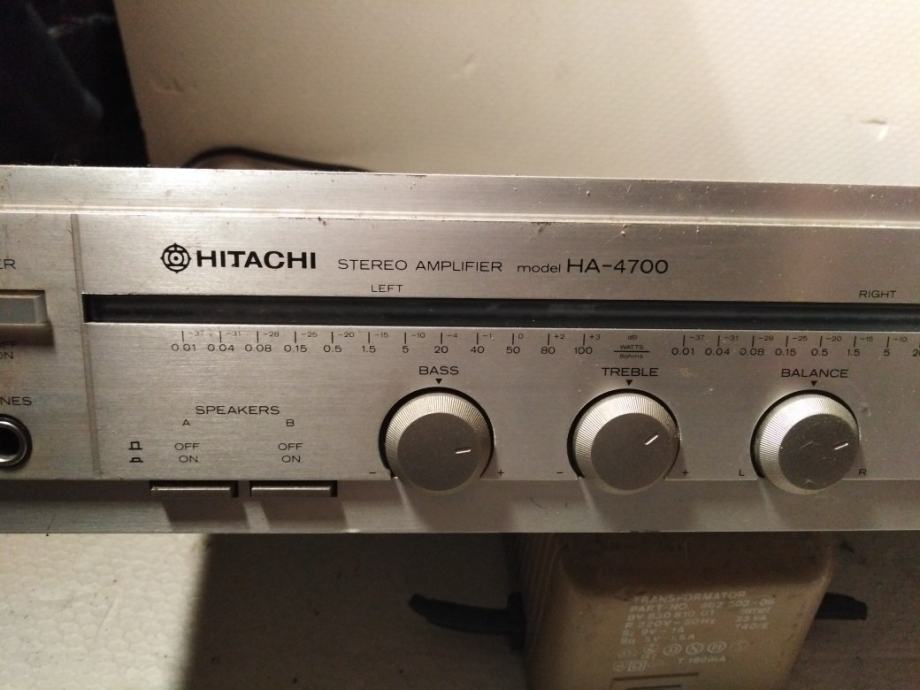 HITACHI STEREO AMPLIFIER model HA-4700
LEFT
RIGHT
-37 -31 -28 -25 -20 -15 -10 -4 -1 0 +2 +3 dB
0.01 0.04 0.08 0.15 0.5 1.5 5 20 40 50 80 100 WATTS
8ohms
-37 -31 -28 -25 -20 -15 -10
0.01 0.04 0.08 0.15 0.5 1.5 5
BASS
TREBLE
BALANCE
SPEAKERS
A B
OFF OFF
ON ON
- +
- +
L R
TRANSFORMATOR
PART-NO.